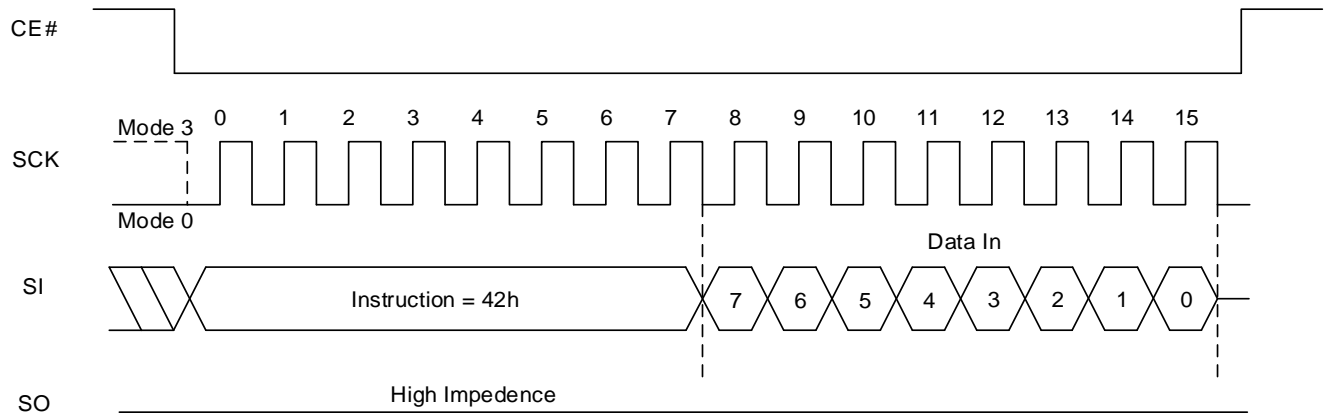 CE#
Mode 3
0 1 2 3 4 5 6 7 8 9 10 11 12 13 14 15
SCK
Mode 0
Data In
SI
Instruction = 42h
7 6 5 4 3 2 1 0
High Impedence
SO